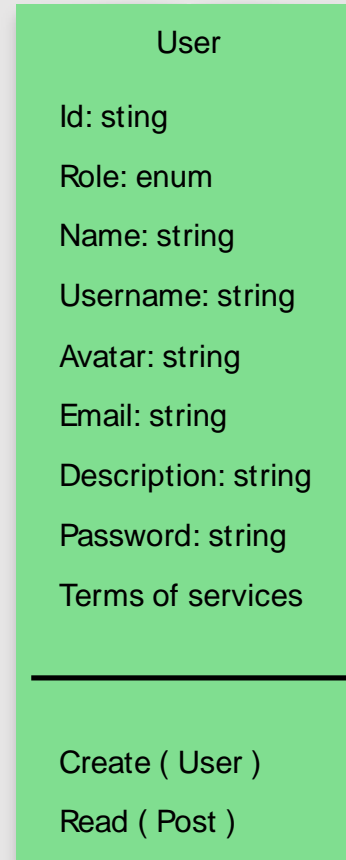 User
Id: sting
Role: enum
Name: string
Username: string
Avatar: string
Email: string
Description: string
Password: string
Terms of services
Create ( User )
Read ( Post )